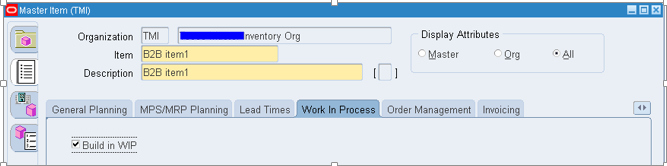 Master Item (TMI)
Organization TMI nventory Org
Item B2B item1
Description B2B item1 [ ]
Display Attributes
Master Org All
General Planning MPS/MRP Planning Lead Times Work In Process Order Management Invoicing
Build in WIP